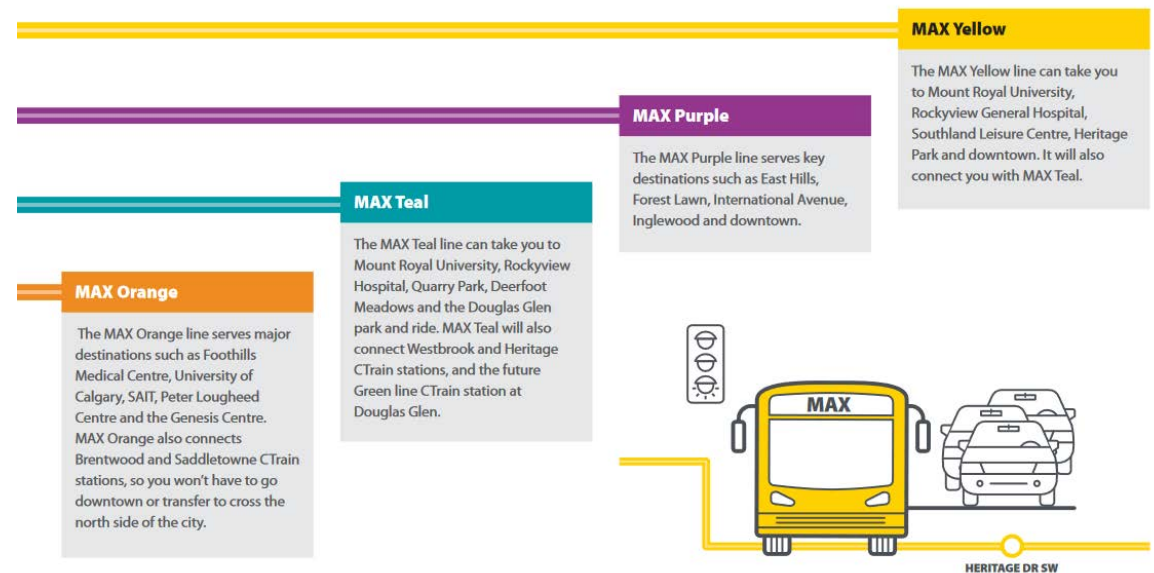 MAX Yellow
The MAX Yellow line can take you
to Mount Royal University,
Rockyview General Hospital,
Southland Leisure Centre, Heritage
Park and downtown. It will also
connect you with MAX Teal.
MAX Purple
The MAX Purple line serves key
destinations such as East Hills,
Forest Lawn, International Avenue,
Inglewood and downtown.
MAX Teal
The MAX Teal line can take you to
Mount Royal University, Rockyview
Hospital, Quarry Park, Deerfoot
Meadows and the Douglas Glen
park and ride. MAX Teal will also
connect Westbrook and Heritage
CTrain stations, and the future
Green line CTrain station at
Douglas Glen.
MAX Orange
The MAX Orange line serves major
destinations such as Foothills
Medical Centre, University of
Calgary, SAIT, Peter Lougheed
Centre and the Genesis Centre.
MAX Orange also connects
Brentwood and Saddletowne CTrain
stations, so you won't have to go
downtown or transfer to cross the
north side of the city.
MAX
HERITAGE DR SW